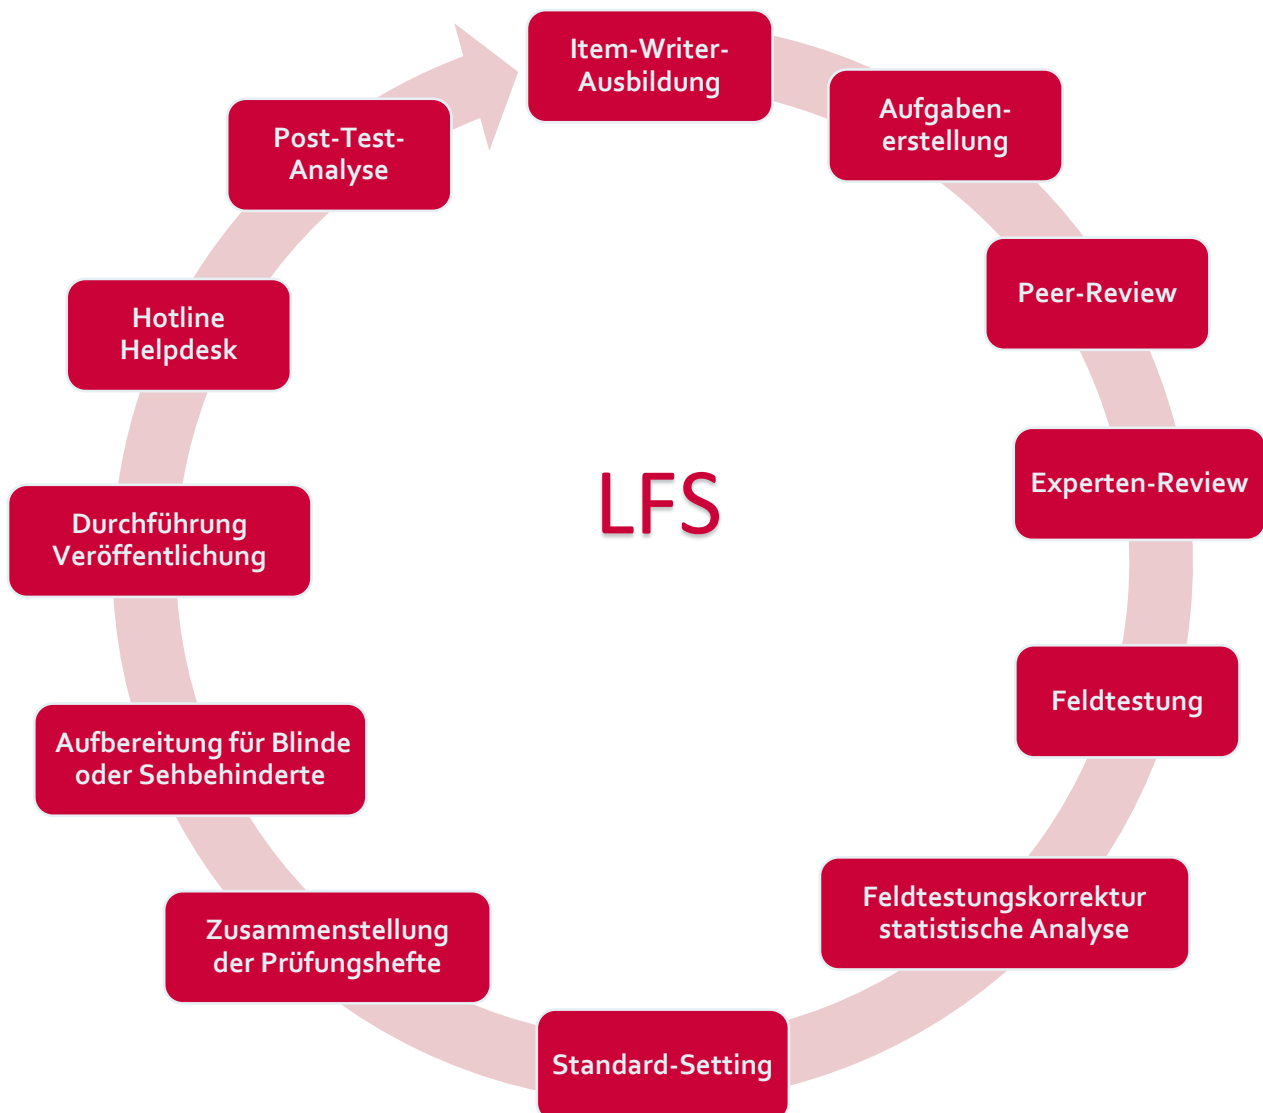 Item-Writer-
Ausbildung
Aufgaben-
erstellung
Peer-Review
Experten-Review
Feldtestung
Feldtestungskorrektur
statistische Analyse
Standard-Setting
Zusammenstellung
der Prüfungshefte
Aufbereitung für Blinde
oder Sehbehinderte
Durchführung
Veröffentlichung
Hotline
Helpdesk
Post-Test-
Analyse
LFS